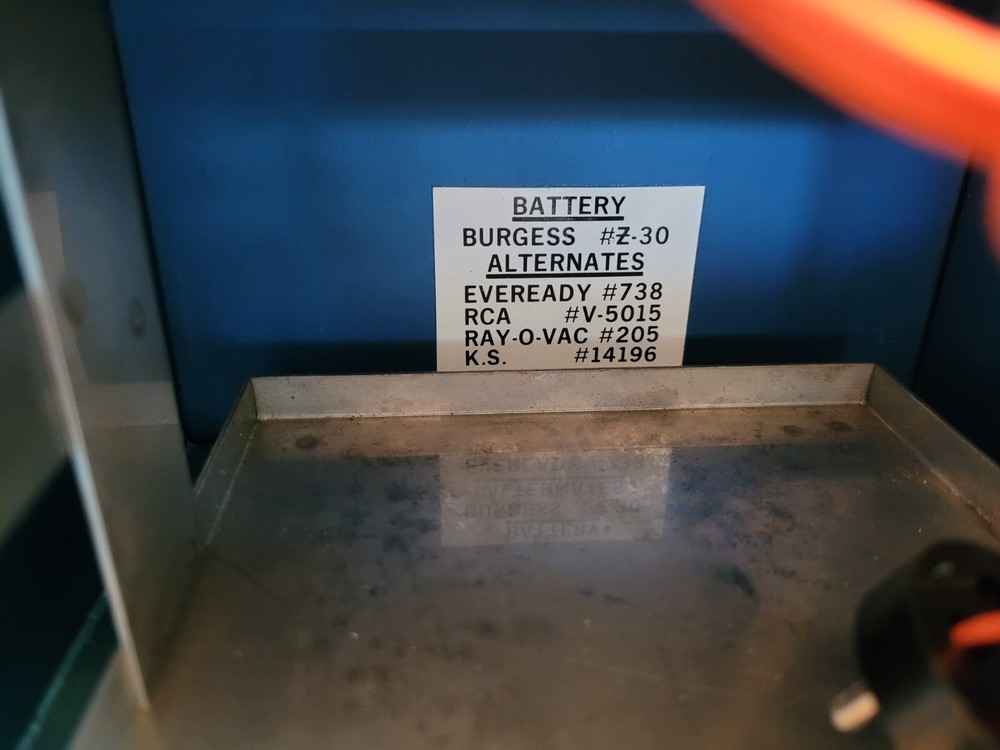 BATTERY
BURGESS #Z-30
ALTERNATES
EVEREADY #738
RCA #V-5015
RAY-O-VAC #205
K.S. #14196